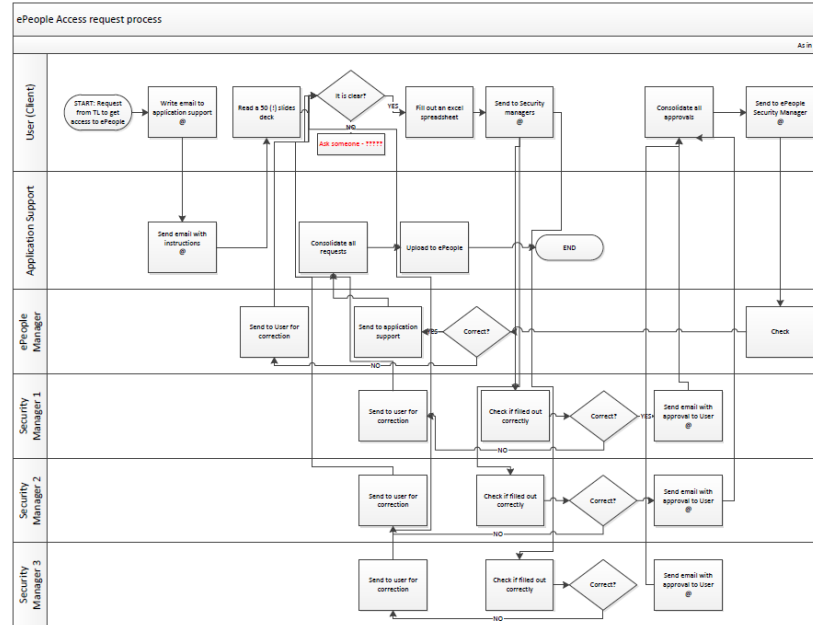 ePeople Access request process
As in
User (Client)
START: Request
from TL to get
access to ePeople
Write email to
application support
@
Read a 50 (!) slides
deck
It is clear?
YES
NO
Ask someone - ?????
Fill out an excel
spreadsheet
Send to Security
managers
@
Consolidate all
approvals
Send to ePeople
Security Manager
@
Application Support
Send email with
instructions
@
Consolidate all
requests
Upload to ePeople
END
ePeople
Manager
Send to User for
correction
Send to application
support
YES
Correct?
Check
NO
Security
Manager 1
Send to user for
correction
Check if filled out
correctly
Correct?
YES
Send email with
approval to User
@
NO
Security
Manager 2
Send to user for
correction
Check if filled out
correctly
Correct?
Send email with
approval to User
@
NO
Security
Manager 3
Send to user for
correction
Check if filled out
correctly
Correct?
Send email with
approval to User
@
NO